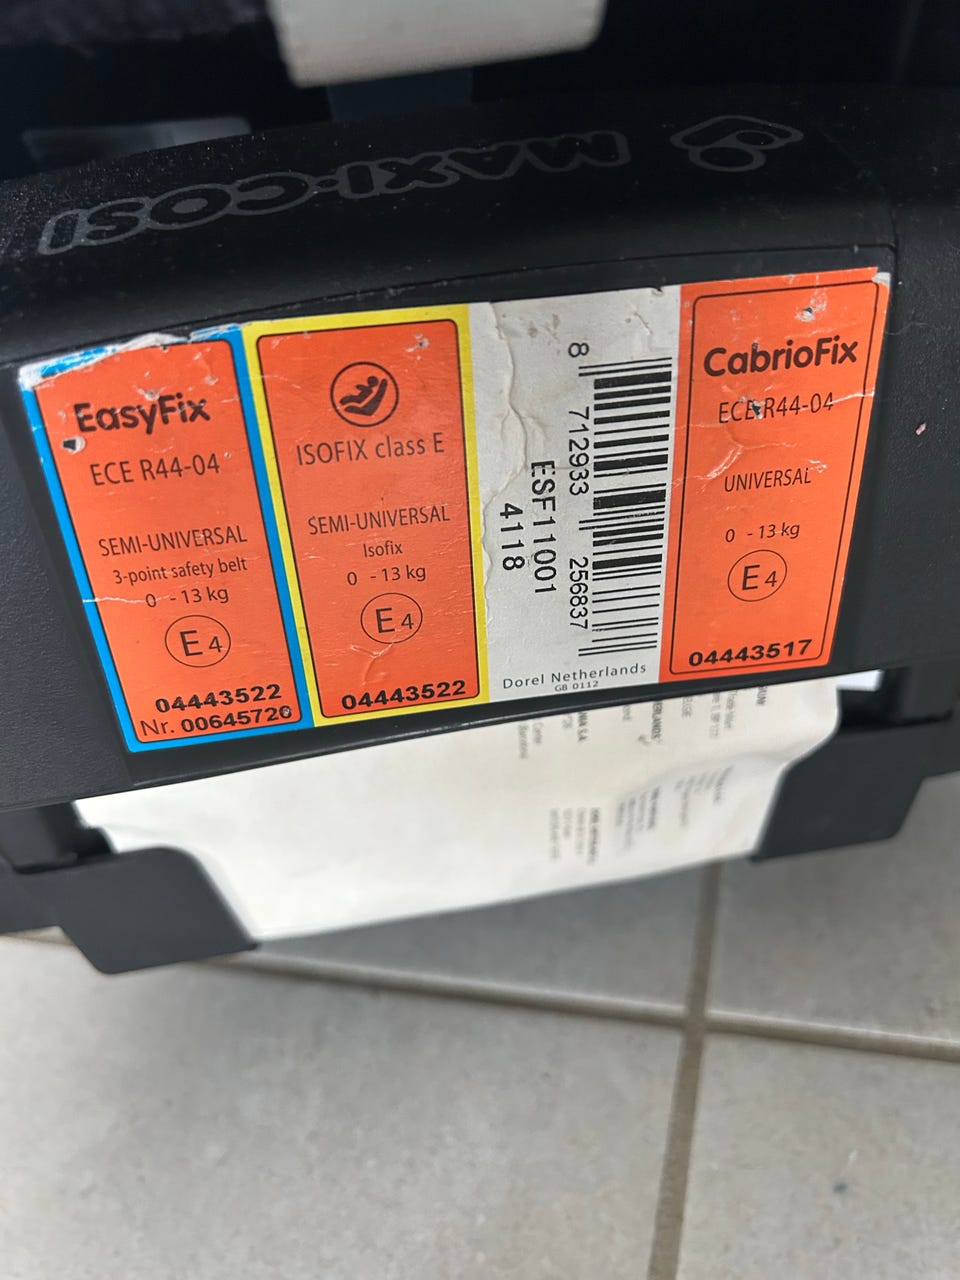 MAXI-COSI
EasyFix
ECE R44-04
SEMI-UNIVERSAL
3-point safety belt
0 - 13 kg
E4
04443522
Nr. 00645720
ISOFIX class E
SEMI-UNIVERSAL
Isofix
0 - 13 kg
E4
04443522
8 712933 256837
ESF11001
4118
Dorel Netherlands
GB 0112
CabrioFix
ECE R44-04
UNIVERSAL
0 - 13 kg
E4
04443517